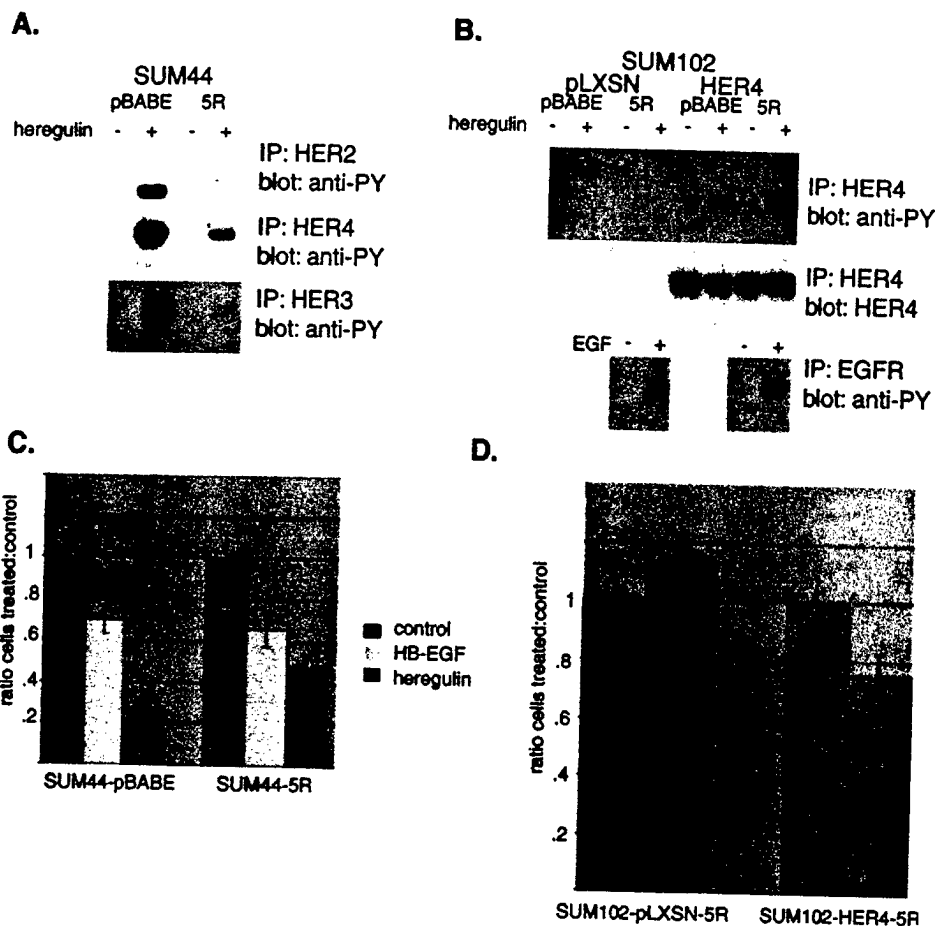 A.
SUM44
pBABE 5R
heregulin - + - +
IP: HER2
blot: anti-PY
IP: HER4
blot: anti-PY
IP: HER3
blot: anti-PY
B.
SUM102
pLXSN HER4
pBABE 5R pBABE 5R
heregulin - + - + - + - +
IP: HER4
blot: anti-PY
IP: HER4
blot: HER4
EGF - + - +
IP: EGFR
blot: anti-PY
C.
ratio cells treated:control
1
.8
.6
.4
.2
SUM44-pBABE SUM44-5R
control
HB-EGF
heregulin
D.
ratio cells treated:control
1
.8
.6
.4
.2
SUM102-pLXSN-5R SUM102-HER4-5R